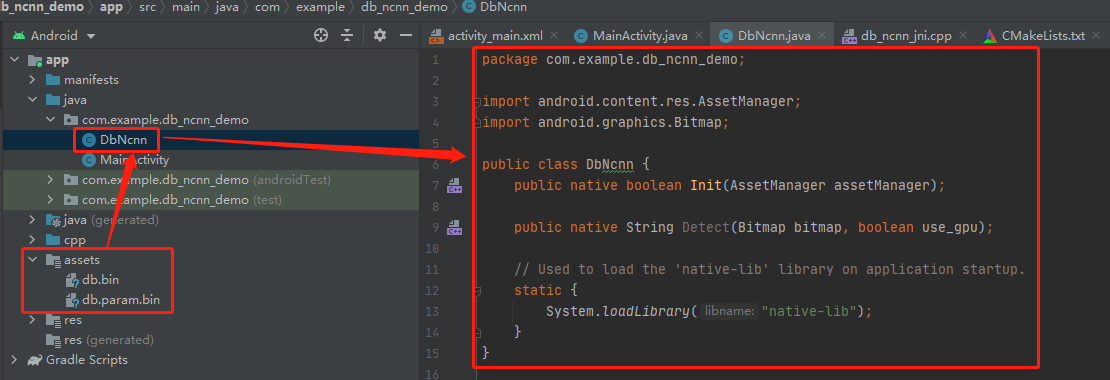 db_ncnn_demo › app › src › main › java › com › example › db_ncnn_demo › DbNcnn
Android
activity_main.xml
MainActivity.java
DbNcnn.java
db_ncnn_jni.cpp
CMakeLists.txt
app
manifests
java
com.example.db_ncnn_demo
DbNcnn
MainActivity
com.example.db_ncnn_demo (androidTest)
com.example.db_ncnn_demo (test)
java (generated)
cpp
assets
db.bin
db.param.bin
res
res (generated)
Gradle Scripts
1 package com.example.db_ncnn_demo;
2
3 import android.content.res.AssetManager;
4 import android.graphics.Bitmap;
5
6 public class DbNcnn {
7 public native boolean Init(AssetManager assetManager);
8
9 public native String Detect(Bitmap bitmap, boolean use_gpu);
10
11 // Used to load the 'native-lib' library on application startup.
12 static {
13 System.loadLibrary( libname: "native-lib");
14 }
15 }
16